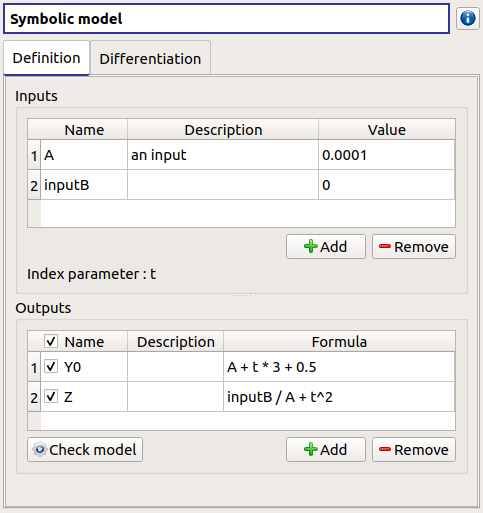 Symbolic model
Definition Differentiation
Inputs
Name Description Value
1 A an input 0.0001
2 inputB 0
Add Remove
Index parameter : t
Outputs
Name Description Formula
1 Y0 A + t * 3 + 0.5
2 Z inputB / A + t^2
Check model Add Remove